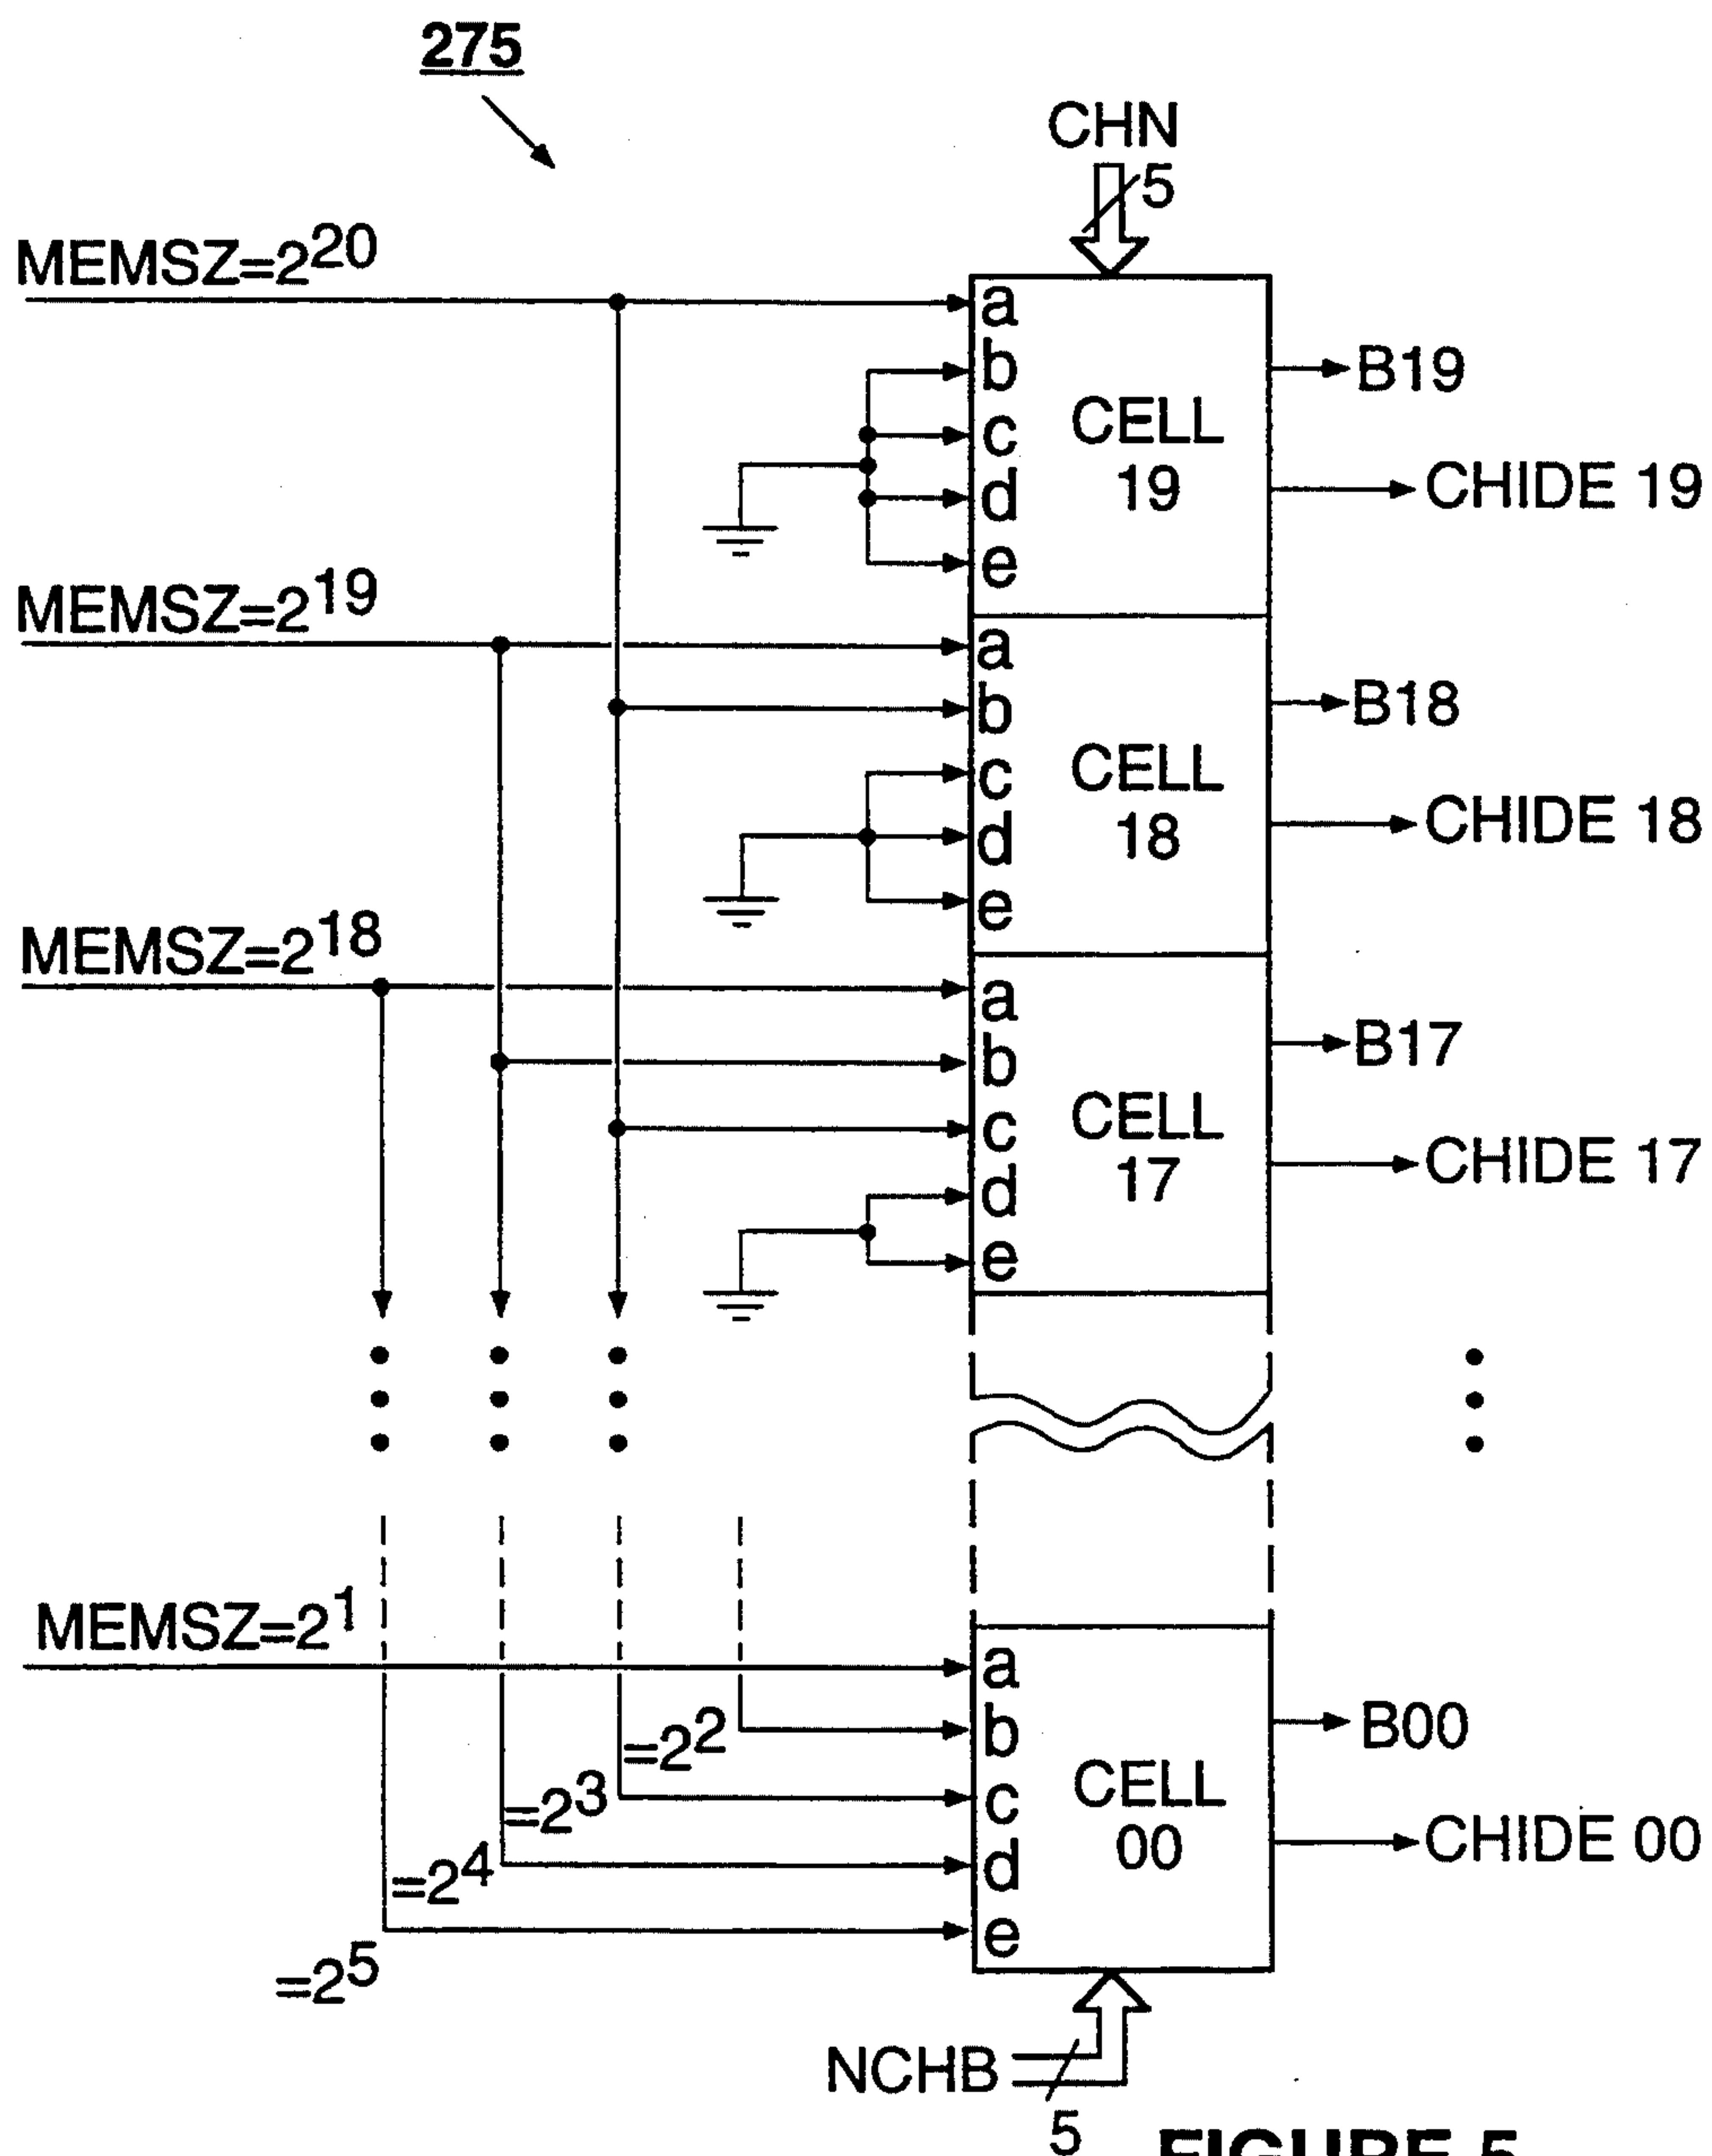 275
CHN
5
MEMSZ=2^20
a
b
c
d
e
CELL
19
B19
CHIDE 19
MEMSZ=2^19
a
b
c
d
e
CELL
18
B18
CHIDE 18
MEMSZ=2^18
a
b
c
d
e
CELL
17
B17
CHIDE 17
MEMSZ=2^1
=2^2
=2^3
=2^4
=2^5
a
b
c
d
e
CELL
00
B00
CHIDE 00
NCHB
5
FIGURE 5